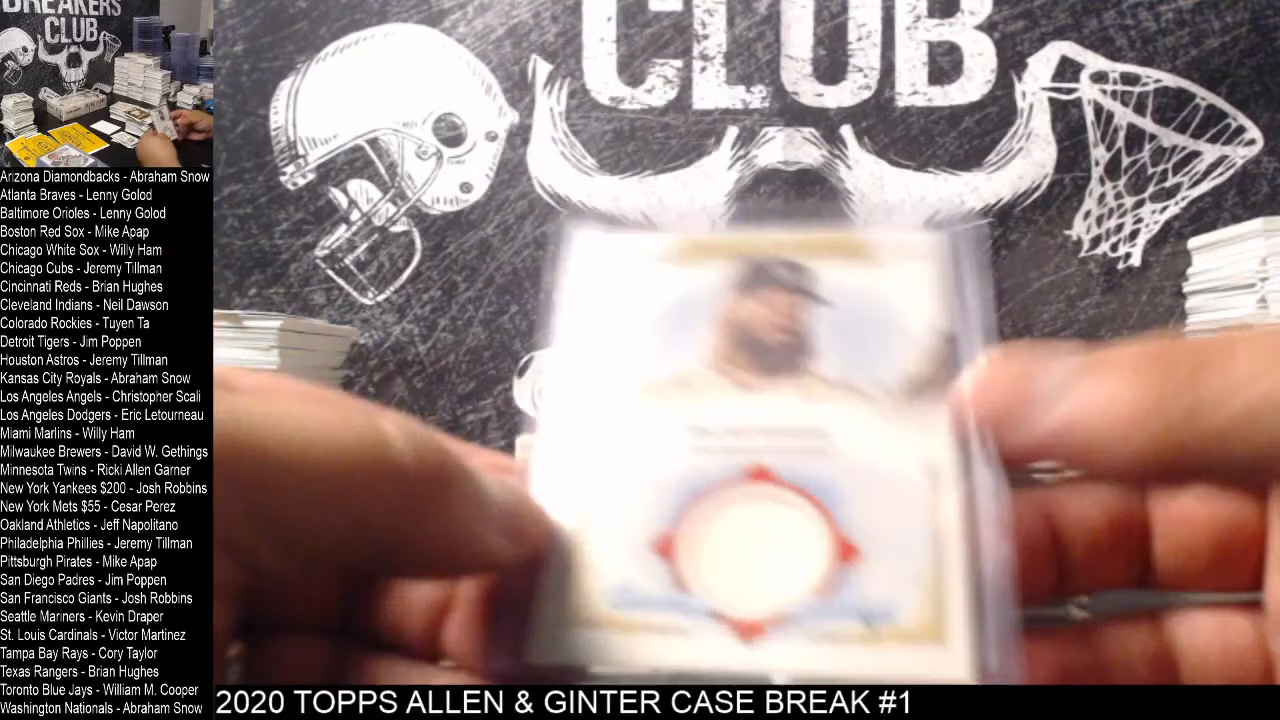 BREAKERS
CLUB
CLUB
Arizona Diamondbacks - Abraham Snow
Atlanta Braves - Lenny Golod
Baltimore Orioles - Lenny Golod
Boston Red Sox - Mike Apap
Chicago White Sox - Willy Ham
Chicago Cubs - Jeremy Tillman
Cincinnati Reds - Brian Hughes
Cleveland Indians - Neil Dawson
Colorado Rockies - Tuyen Ta
Detroit Tigers - Jim Poppen
Houston Astros - Jeremy Tillman
Kansas City Royals - Abraham Snow
Los Angeles Angels - Christopher Scali
Los Angeles Dodgers - Eric Letourneau
Miami Marlins - Willy Ham
Milwaukee Brewers - David W. Gethings
Minnesota Twins - Ricki Allen Garner
New York Yankees $200 - Josh Robbins
New York Mets $55 - Cesar Perez
Oakland Athletics - Jeff Napolitano
Philadelphia Phillies - Jeremy Tillman
Pittsburgh Pirates - Mike Apap
San Diego Padres - Jim Poppen
San Francisco Giants - Josh Robbins
Seattle Mariners - Kevin Draper
St. Louis Cardinals - Victor Martinez
Tampa Bay Rays - Cory Taylor
Texas Rangers - Brian Hughes
Toronto Blue Jays - William M. Cooper
Washington Nationals - Abraham Snow
2020 TOPPS ALLEN & GINTER CASE BREAK #1